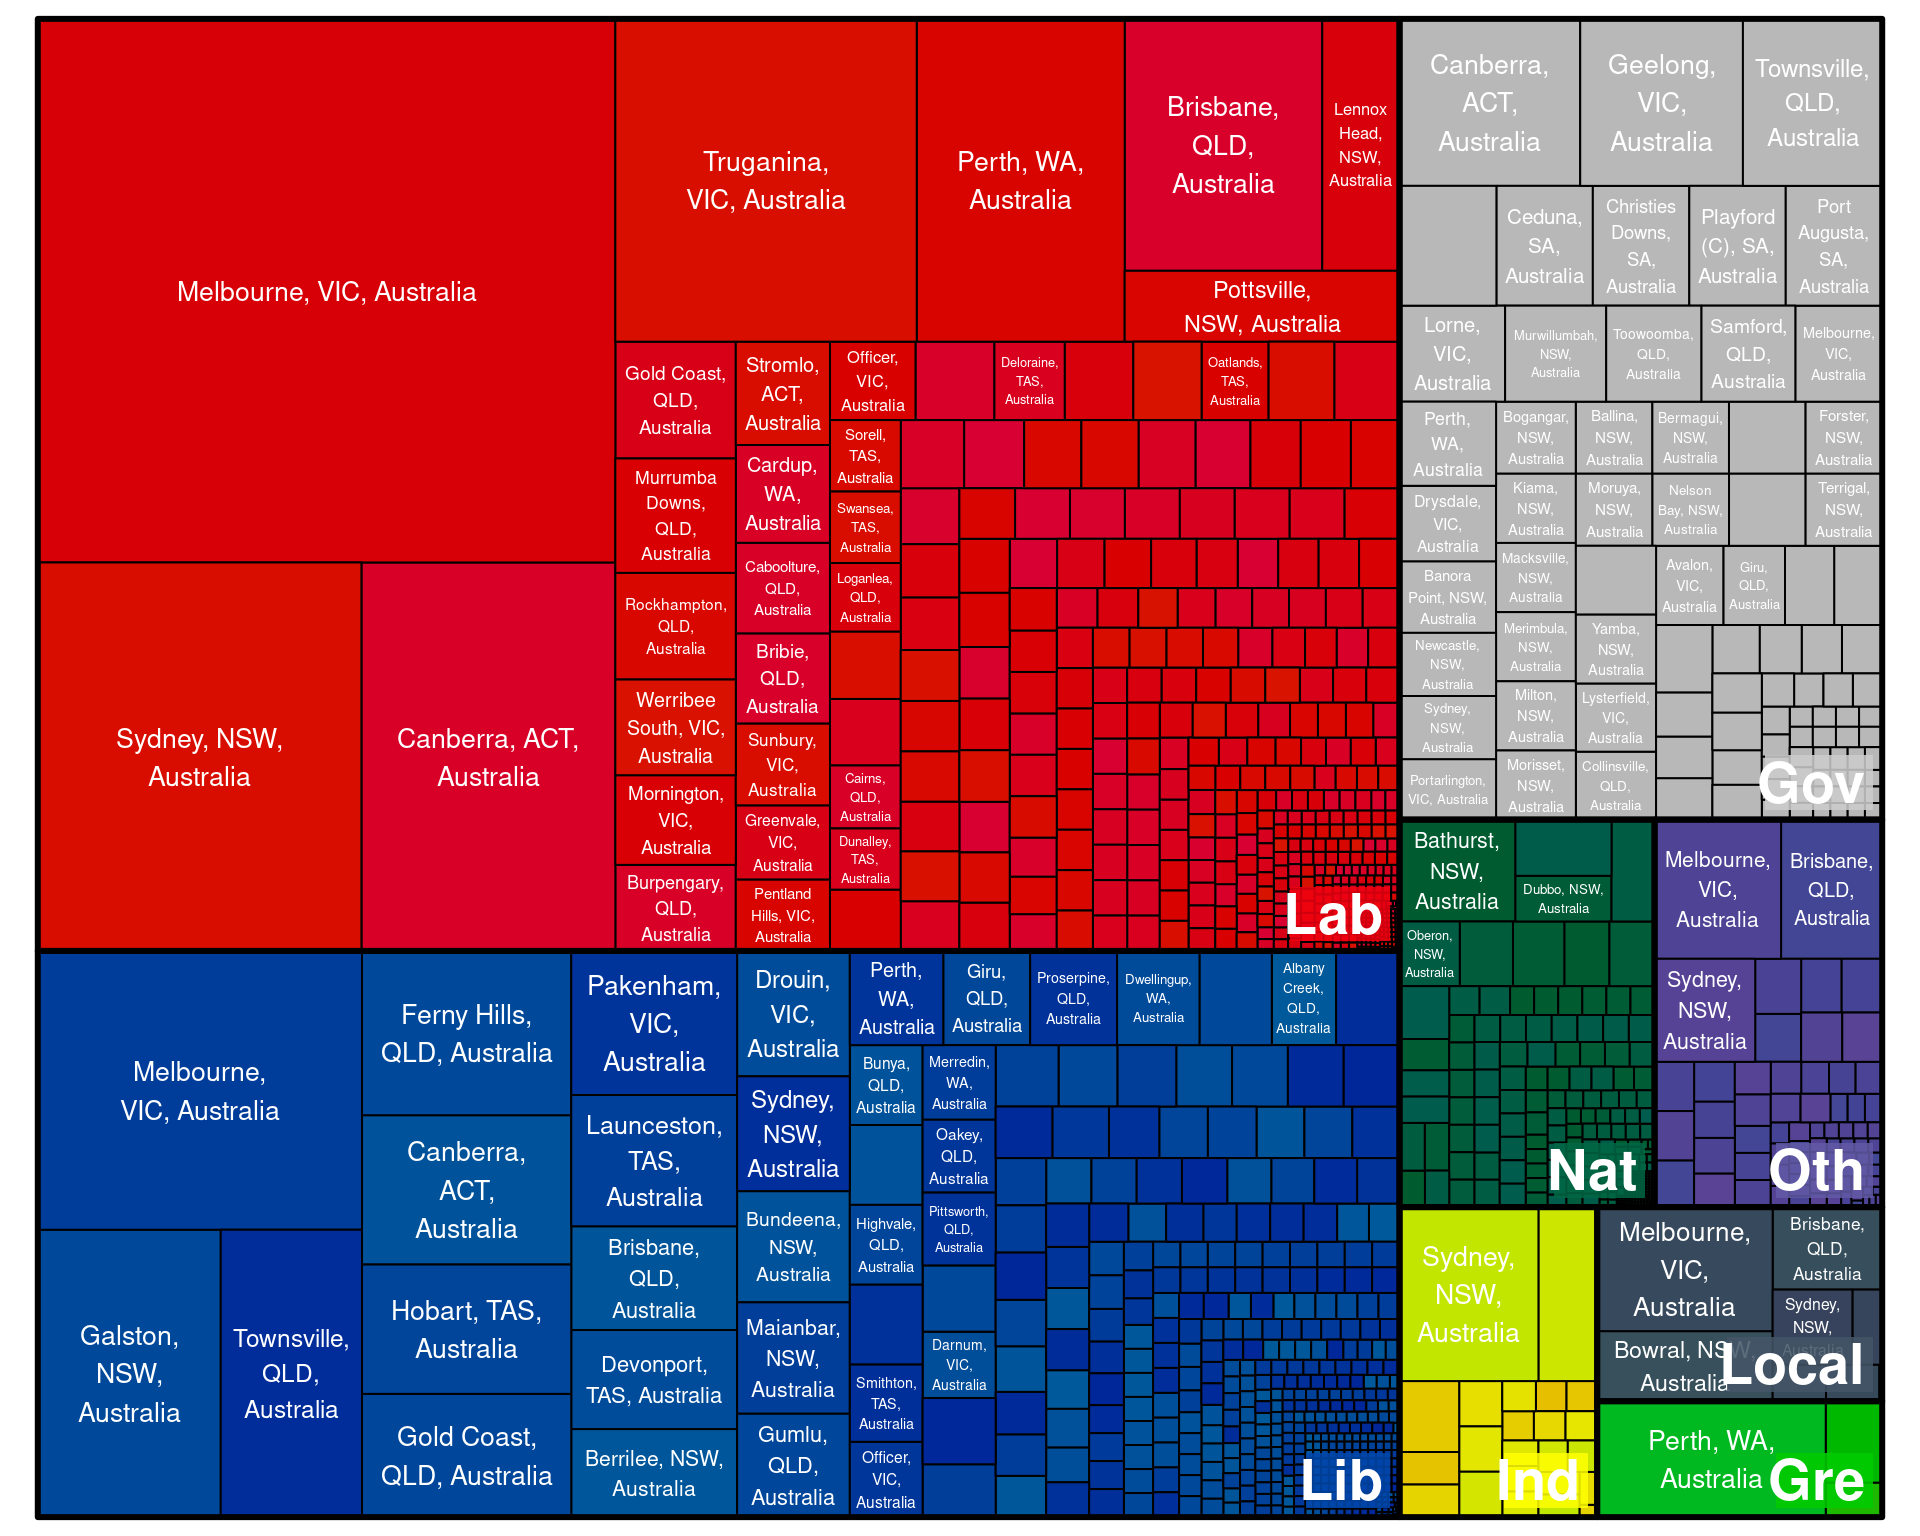 Melbourne, VIC, Australia
Sydney, NSW,
Australia
Canberra, ACT,
Australia
Truganina,
VIC, Australia
Perth, WA,
Australia
Brisbane,
QLD,
Australia
Lennox
Head,
NSW,
Australia
Pottsville,
NSW, Australia
Gold Coast,
QLD,
Australia
Murrumba
Downs,
QLD,
Australia
Rockhampton,
QLD,
Australia
Werribee
South, VIC,
Australia
Mornington,
VIC,
Australia
Burpengary,
QLD,
Australia
Stromlo,
ACT,
Australia
Cardup,
WA,
Australia
Caboolture,
QLD,
Australia
Bribie,
QLD,
Australia
Sunbury,
VIC,
Australia
Greenvale,
VIC,
Australia
Pentland
Hills, VIC,
Australia
Officer,
VIC,
Australia
Sorell,
TAS,
Australia
Swansea,
TAS,
Australia
Loganlea,
QLD,
Australia
Cairns,
QLD,
Australia
Dunalley,
TAS,
Australia
Deloraine,
TAS,
Australia
Oatlands,
TAS,
Australia
Lab
Canberra,
ACT,
Australia
Geelong,
VIC,
Australia
Townsville,
QLD,
Australia
Ceduna,
SA,
Australia
Christies
Downs,
SA,
Australia
Playford
(C), SA,
Australia
Port
Augusta,
SA,
Australia
Lorne,
VIC,
Australia
Murwillumbah,
NSW,
Australia
Toowoomba,
QLD,
Australia
Samford,
QLD,
Australia
Melbourne,
VIC,
Australia
Perth,
WA,
Australia
Drysdale,
VIC,
Australia
Banora
Point, NSW,
Australia
Newcastle,
NSW,
Australia
Sydney,
NSW,
Australia
Portarlington,
VIC, Australia
Bogangar,
NSW,
Australia
Kiama,
NSW,
Australia
Macksville,
NSW,
Australia
Merimbula,
NSW,
Australia
Milton,
NSW,
Australia
Morisset,
NSW,
Australia
Ballina,
NSW,
Australia
Moruya,
NSW,
Australia
Yamba,
NSW,
Australia
Lysterfield,
VIC,
Australia
Collinsville,
QLD,
Australia
Bermagui,
NSW,
Australia
Nelson
Bay, NSW,
Australia
Forster,
NSW,
Australia
Terrigal,
NSW,
Australia
Avalon,
VIC,
Australia
Giru,
QLD,
Australia
Gov
Melbourne,
VIC, Australia
Galston,
NSW,
Australia
Townsville,
QLD,
Australia
Ferny Hills,
QLD, Australia
Canberra,
ACT,
Australia
Hobart, TAS,
Australia
Gold Coast,
QLD, Australia
Pakenham,
VIC,
Australia
Launceston,
TAS,
Australia
Brisbane,
QLD,
Australia
Devonport,
TAS, Australia
Berrilee, NSW,
Australia
Drouin,
VIC,
Australia
Sydney,
NSW,
Australia
Bundeena,
NSW,
Australia
Maianbar,
NSW,
Australia
Gumlu,
QLD,
Australia
Perth,
WA,
Australia
Giru,
QLD,
Australia
Proserpine,
QLD,
Australia
Dwellingup,
WA,
Australia
Albany
Creek,
QLD,
Australia
Bunya,
QLD,
Australia
Highvale,
QLD,
Australia
Smithton,
TAS,
Australia
Officer,
VIC,
Australia
Merredin,
WA,
Australia
Oakey,
QLD,
Australia
Pittsworth,
QLD,
Australia
Darnum,
VIC,
Australia
Lib
Bathurst,
NSW,
Australia
Dubbo, NSW,
Australia
Oberon,
NSW,
Australia
Nat
Melbourne,
VIC,
Australia
Brisbane,
QLD,
Australia
Sydney,
NSW,
Australia
Oth
Sydney,
NSW,
Australia
Ind
Melbourne,
VIC,
Australia
Brisbane,
QLD,
Australia
Sydney,
NSW,
Australia
Bowral, NSW,
Australia
Local
Perth, WA,
Australia
Gre